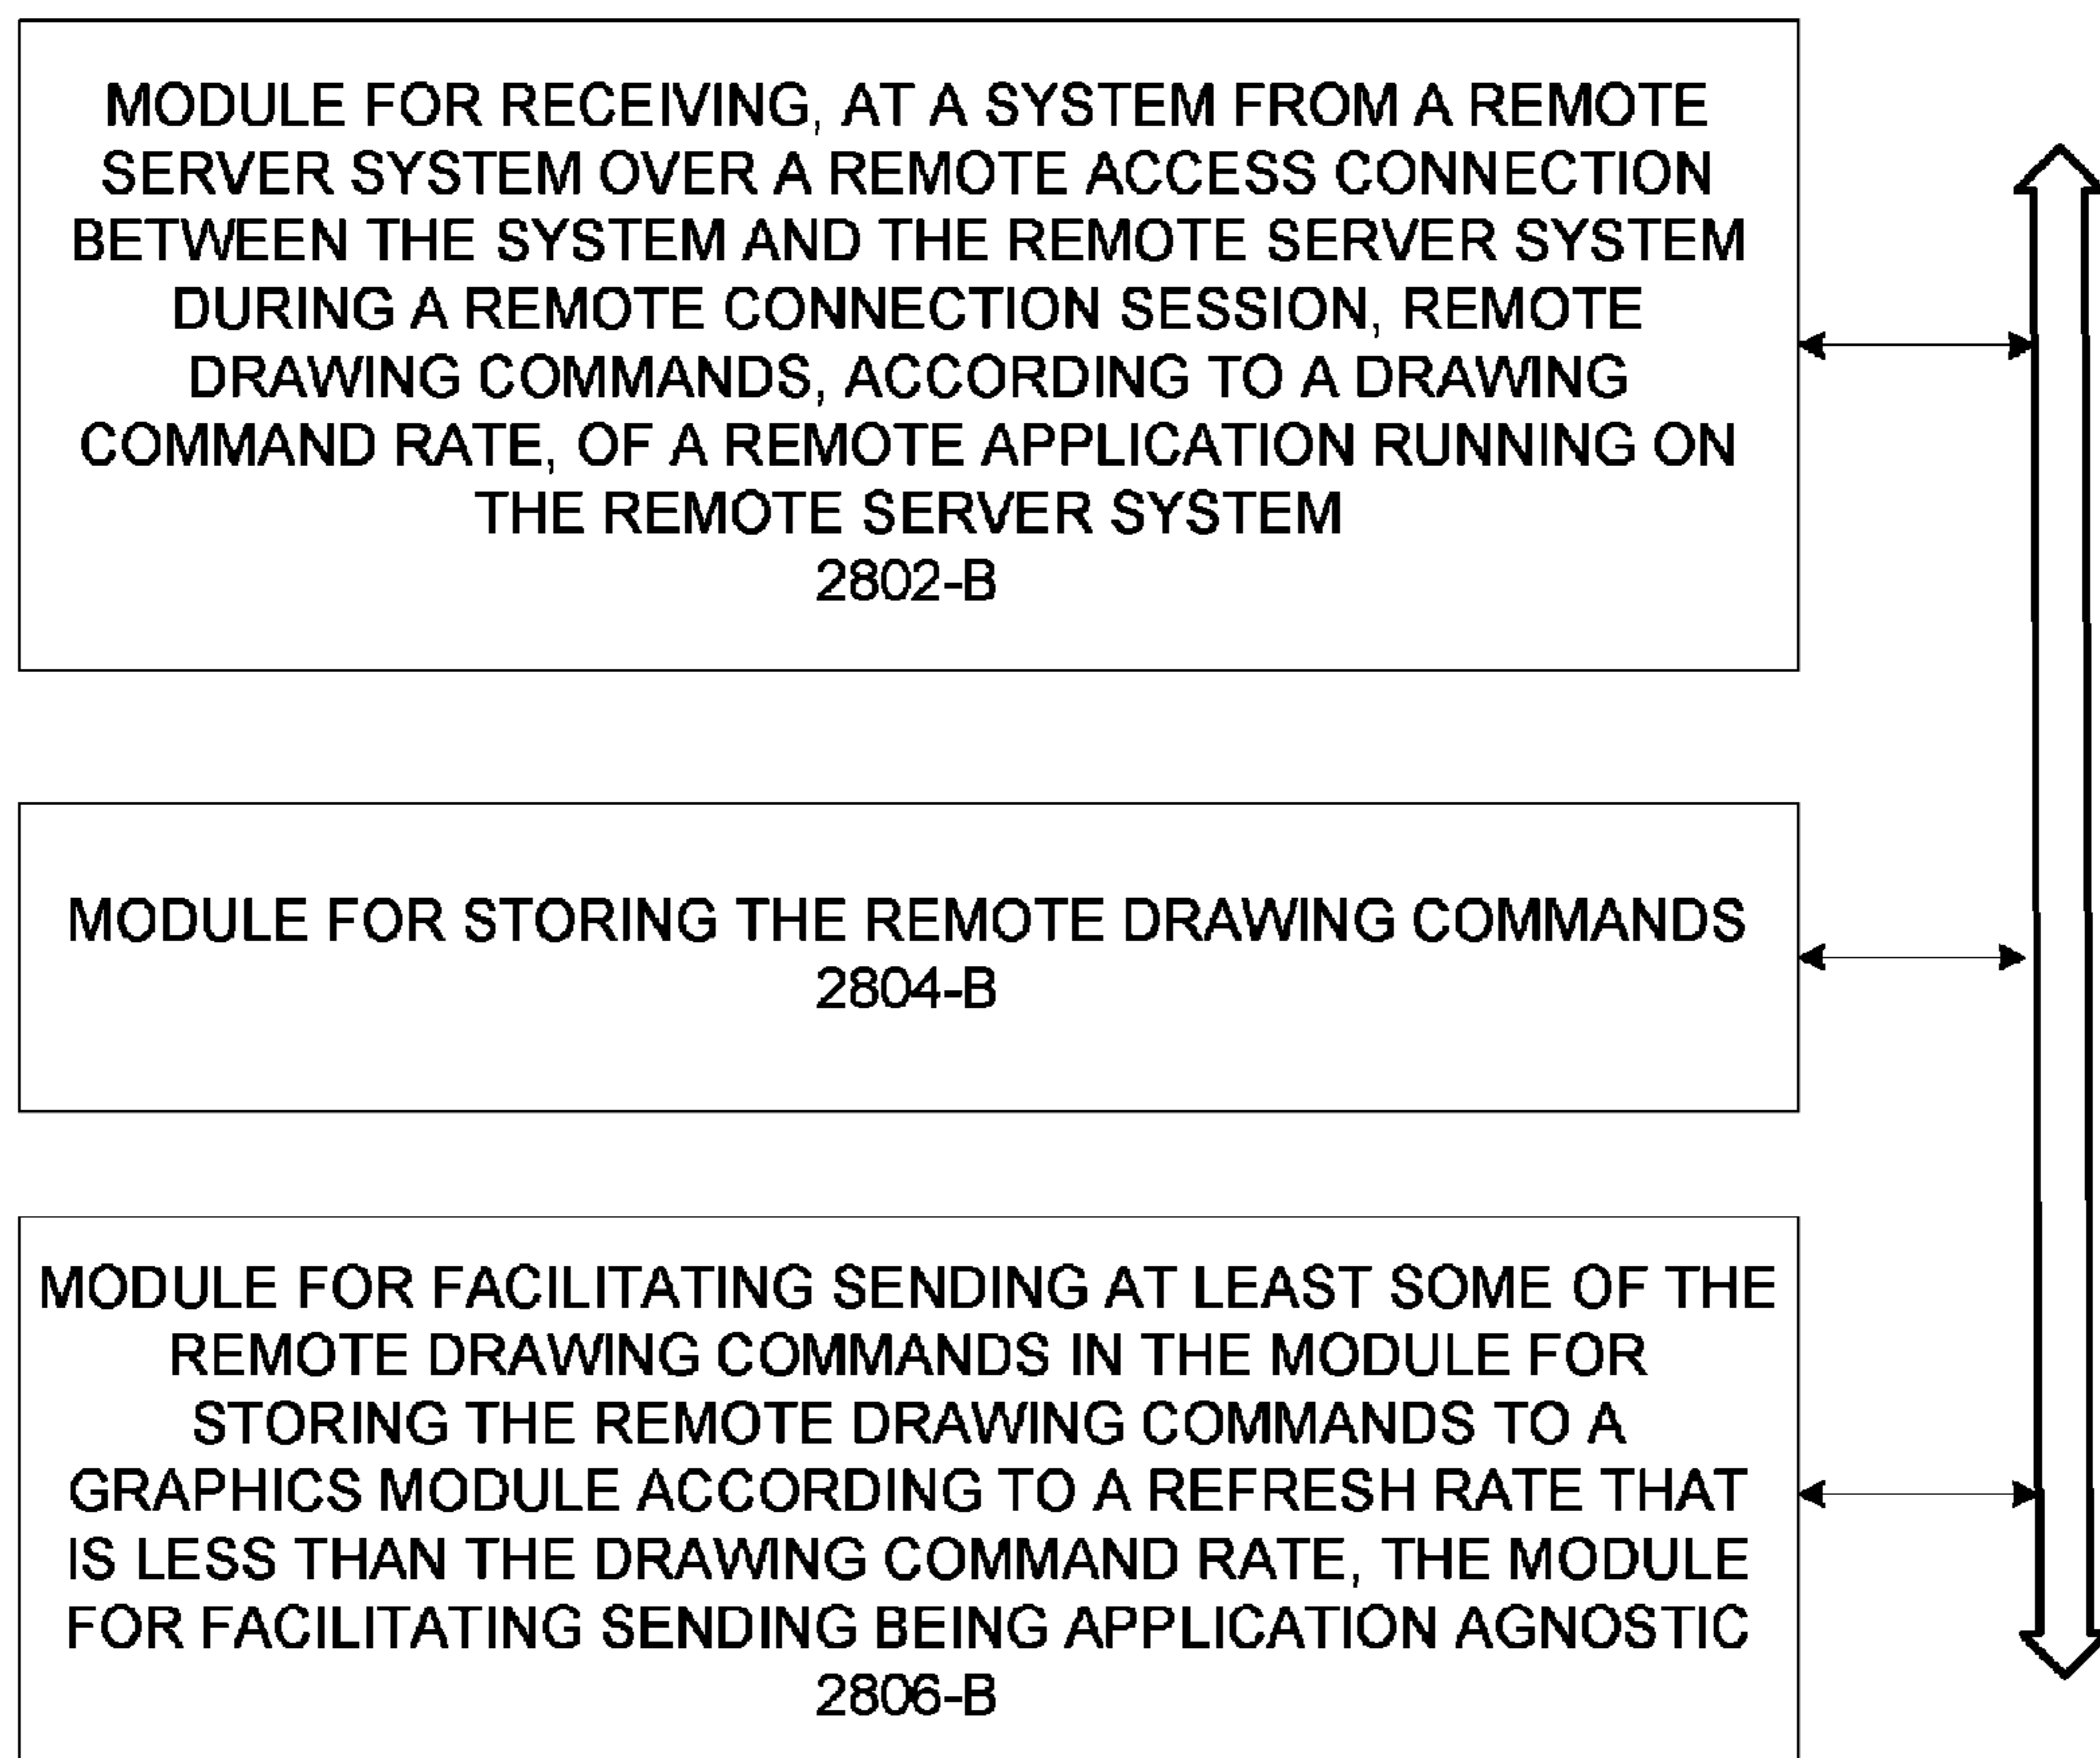 MODULE FOR RECEIVING, AT A SYSTEM FROM A REMOTE
SERVER SYSTEM OVER A REMOTE ACCESS CONNECTION
BETWEEN THE SYSTEM AND THE REMOTE SERVER SYSTEM
DURING A REMOTE CONNECTION SESSION, REMOTE
DRAWING COMMANDS, ACCORDING TO A DRAWING
COMMAND RATE, OF A REMOTE APPLICATION RUNNING ON
THE REMOTE SERVER SYSTEM
2802-B
MODULE FOR STORING THE REMOTE DRAWING COMMANDS
2804-B
MODULE FOR FACILITATING SENDING AT LEAST SOME OF THE
REMOTE DRAWING COMMANDS IN THE MODULE FOR
STORING THE REMOTE DRAWING COMMANDS TO A
GRAPHICS MODULE ACCORDING TO A REFRESH RATE THAT
IS LESS THAN THE DRAWING COMMAND RATE, THE MODULE
FOR FACILITATING SENDING BEING APPLICATION AGNOSTIC
2806-B